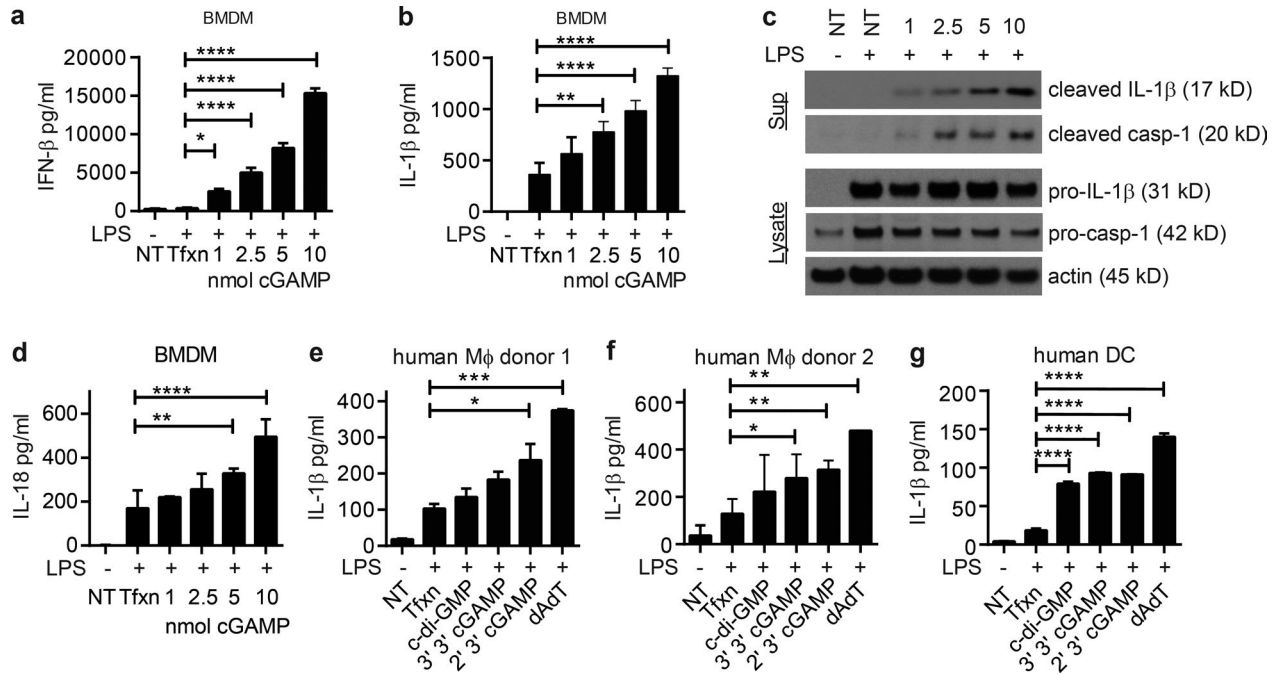 a
BMDM
IFN-β pg/ml
20000
15000
10000
5000
0
****
****
****
*
LPS - + + + + +
NT Tfxn 1 2.5 5 10
nmol cGAMP
b
BMDM
IL-1β pg/ml
1500
1000
500
0
****
****
**
LPS - + + + + +
NT Tfxn 1 2.5 5 10
nmol cGAMP
c
NT NT 1 2.5 5 10
LPS - + + + + +
Sup
cleaved IL-1β (17 kD)
cleaved casp-1 (20 kD)
Lysate
pro-IL-1β (31 kD)
pro-casp-1 (42 kD)
actin (45 kD)
d
BMDM
IL-18 pg/ml
600
400
200
0
****
**
LPS - + + + + +
NT Tfxn 1 2.5 5 10
nmol cGAMP
e
human Mϕ donor 1
IL-1β pg/ml
400
300
200
100
0
***
*
LPS - + + + + +
NT Tfxn c-di-GMP 3' 3' cGAMP 2' 3' cGAMP dAdT
f
human Mϕ donor 2
IL-1β pg/ml
600
400
200
0
**
**
*
LPS - + + + + +
NT Tfxn c-di-GMP 3' 3' cGAMP 2' 3' cGAMP dAdT
g
human DC
IL-1β pg/ml
200
150
100
50
0
****
****
****
****
LPS - + + + + +
NT Tfxn c-di-GMP 3' 3' cGAMP 2' 3' cGAMP dAdT